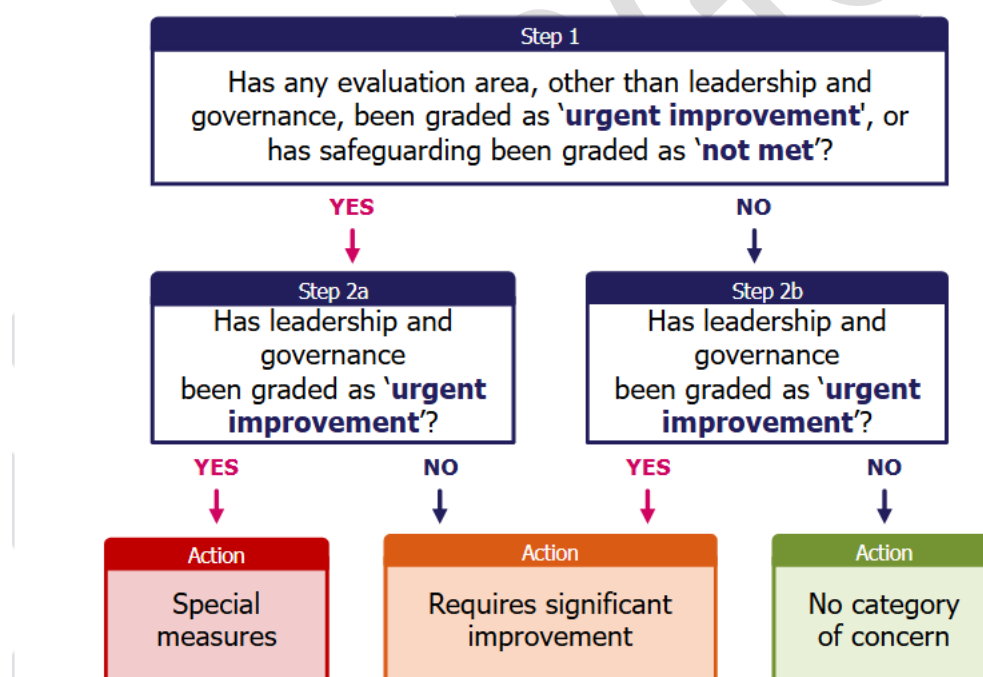 Step 1
Has any evaluation area, other than leadership and
governance, been graded as ‘urgent improvement', or
has safeguarding been graded as ‘not met’?
YES
NO
Step 2a
Has leadership and
governance
been graded as ‘urgent
improvement’?
Step 2b
Has leadership and
governance
been graded as ‘urgent
improvement’?
YES
NO
YES
NO
Action
Special
measures
Action
Requires significant
improvement
Action
No category
of concern